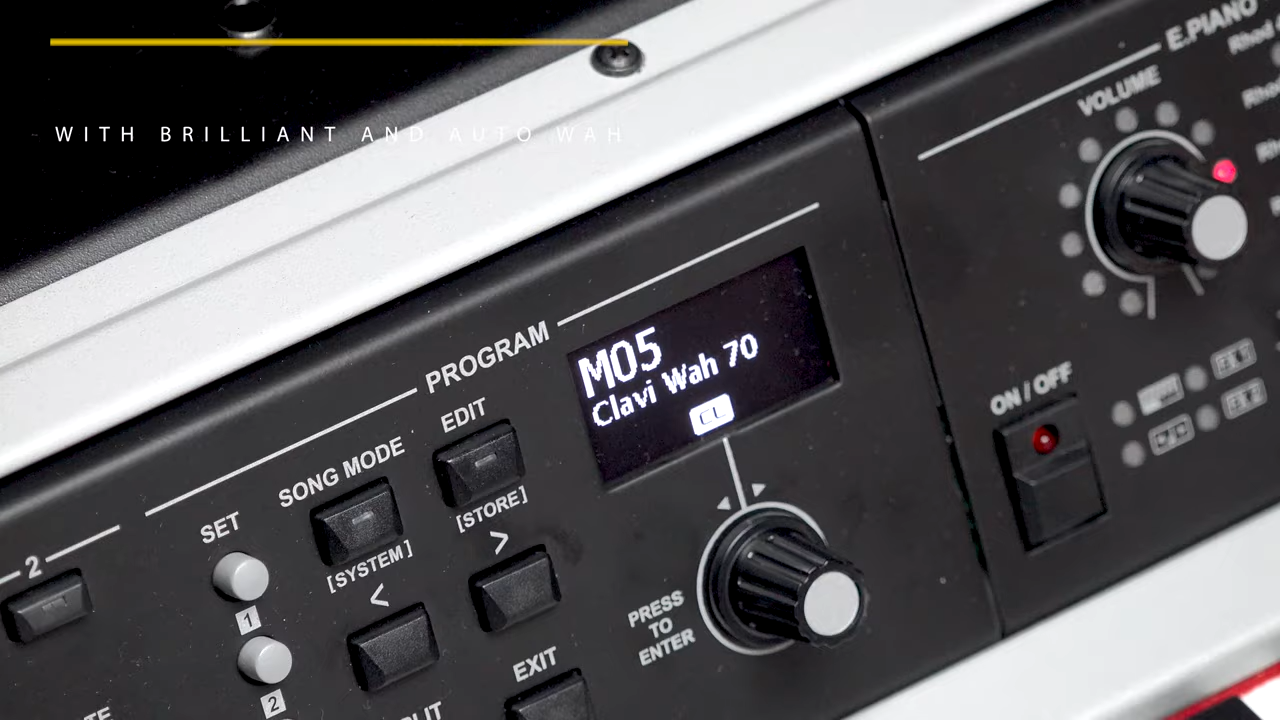 WITH BRILLIANT AND AUTO WAH
E.PIANO
VOLUME
PROGRAM
M05
Clavi Wah 70
CL
EDIT
[STORE]
>
SONG MODE
[SYSTEM]
<
SET
1
2
2
ON / OFF
PRESS
TO
ENTER
EXIT